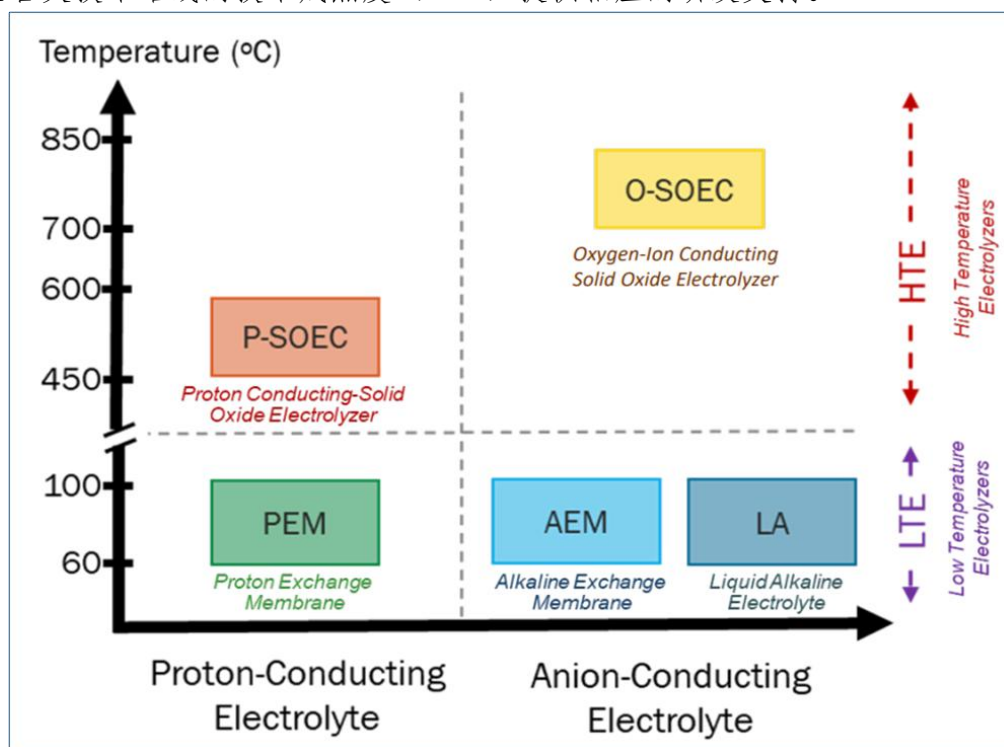 Temperature (ºC)
850
700
600
450
100
60
O-SOEC
Oxygen-Ion Conducting
Solid Oxide Electrolyzer
P-SOEC
Proton Conducting-Solid
Oxide Electrolyzer
PEM
Proton Exchange
Membrane
AEM
Alkaline Exchange
Membrane
LA
Liquid Alkaline
Electrolyte
HTE
High Temperature
Electrolyzers
LTE
Low Temperature
Electrolyzers
Proton-Conducting
Electrolyte
Anion-Conducting
Electrolyte